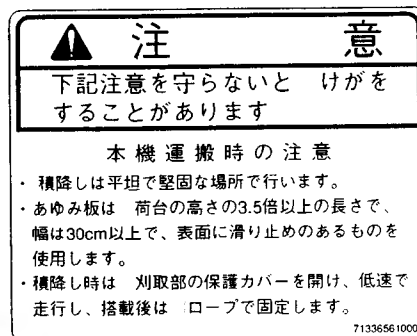 注 意
下記注意を守らないと けがを
することがあります
本機運搬時の注意
・ 積降しは平坦で堅固な場所で行います。
・あゆみ板は 荷台の高さの3.5倍以上の長さで、
幅は30cm以上で、表面に滑り止めのあるものを
使用します。
・積降し時は 刈取部の保護カバーを開け、低速で
走行し、搭載後は ロープで固定します。
71336561000